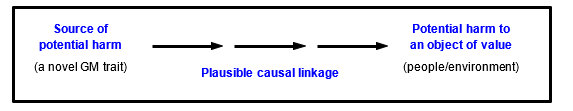 Source of
potential harm
(a novel GM trait)
Plausible causal linkage
Potential harm to
an object of value
(people/environment)